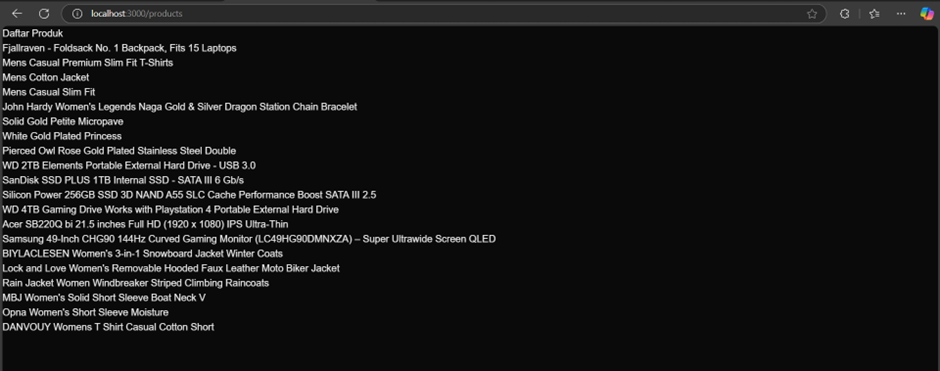 localhost:3000/products
Daftar Produk
Fjallraven - Foldsack No. 1 Backpack, Fits 15 Laptops
Mens Casual Premium Slim Fit T-Shirts
Mens Cotton Jacket
Mens Casual Slim Fit
John Hardy Women's Legends Naga Gold & Silver Dragon Station Chain Bracelet
Solid Gold Petite Micropave
White Gold Plated Princess
Pierced Owl Rose Gold Plated Stainless Steel Double
WD 2TB Elements Portable External Hard Drive - USB 3.0
SanDisk SSD PLUS 1TB Internal SSD - SATA III 6 Gb/s
Silicon Power 256GB SSD 3D NAND A55 SLC Cache Performance Boost SATA III 2.5
WD 4TB Gaming Drive Works with Playstation 4 Portable External Hard Drive
Acer SB220Q bi 21.5 inches Full HD (1920 x 1080) IPS Ultra-Thin
Samsung 49-Inch CHG90 144Hz Curved Gaming Monitor (LC49HG90DMNXZA) – Super Ultrawide Screen QLED
BIYLACLESEN Women's 3-in-1 Snowboard Jacket Winter Coats
Lock and Love Women's Removable Hooded Faux Leather Moto Biker Jacket
Rain Jacket Women Windbreaker Striped Climbing Raincoats
MBJ Women's Solid Short Sleeve Boat Neck V
Opna Women's Short Sleeve Moisture
DANVOUY Womens T Shirt Casual Cotton Short